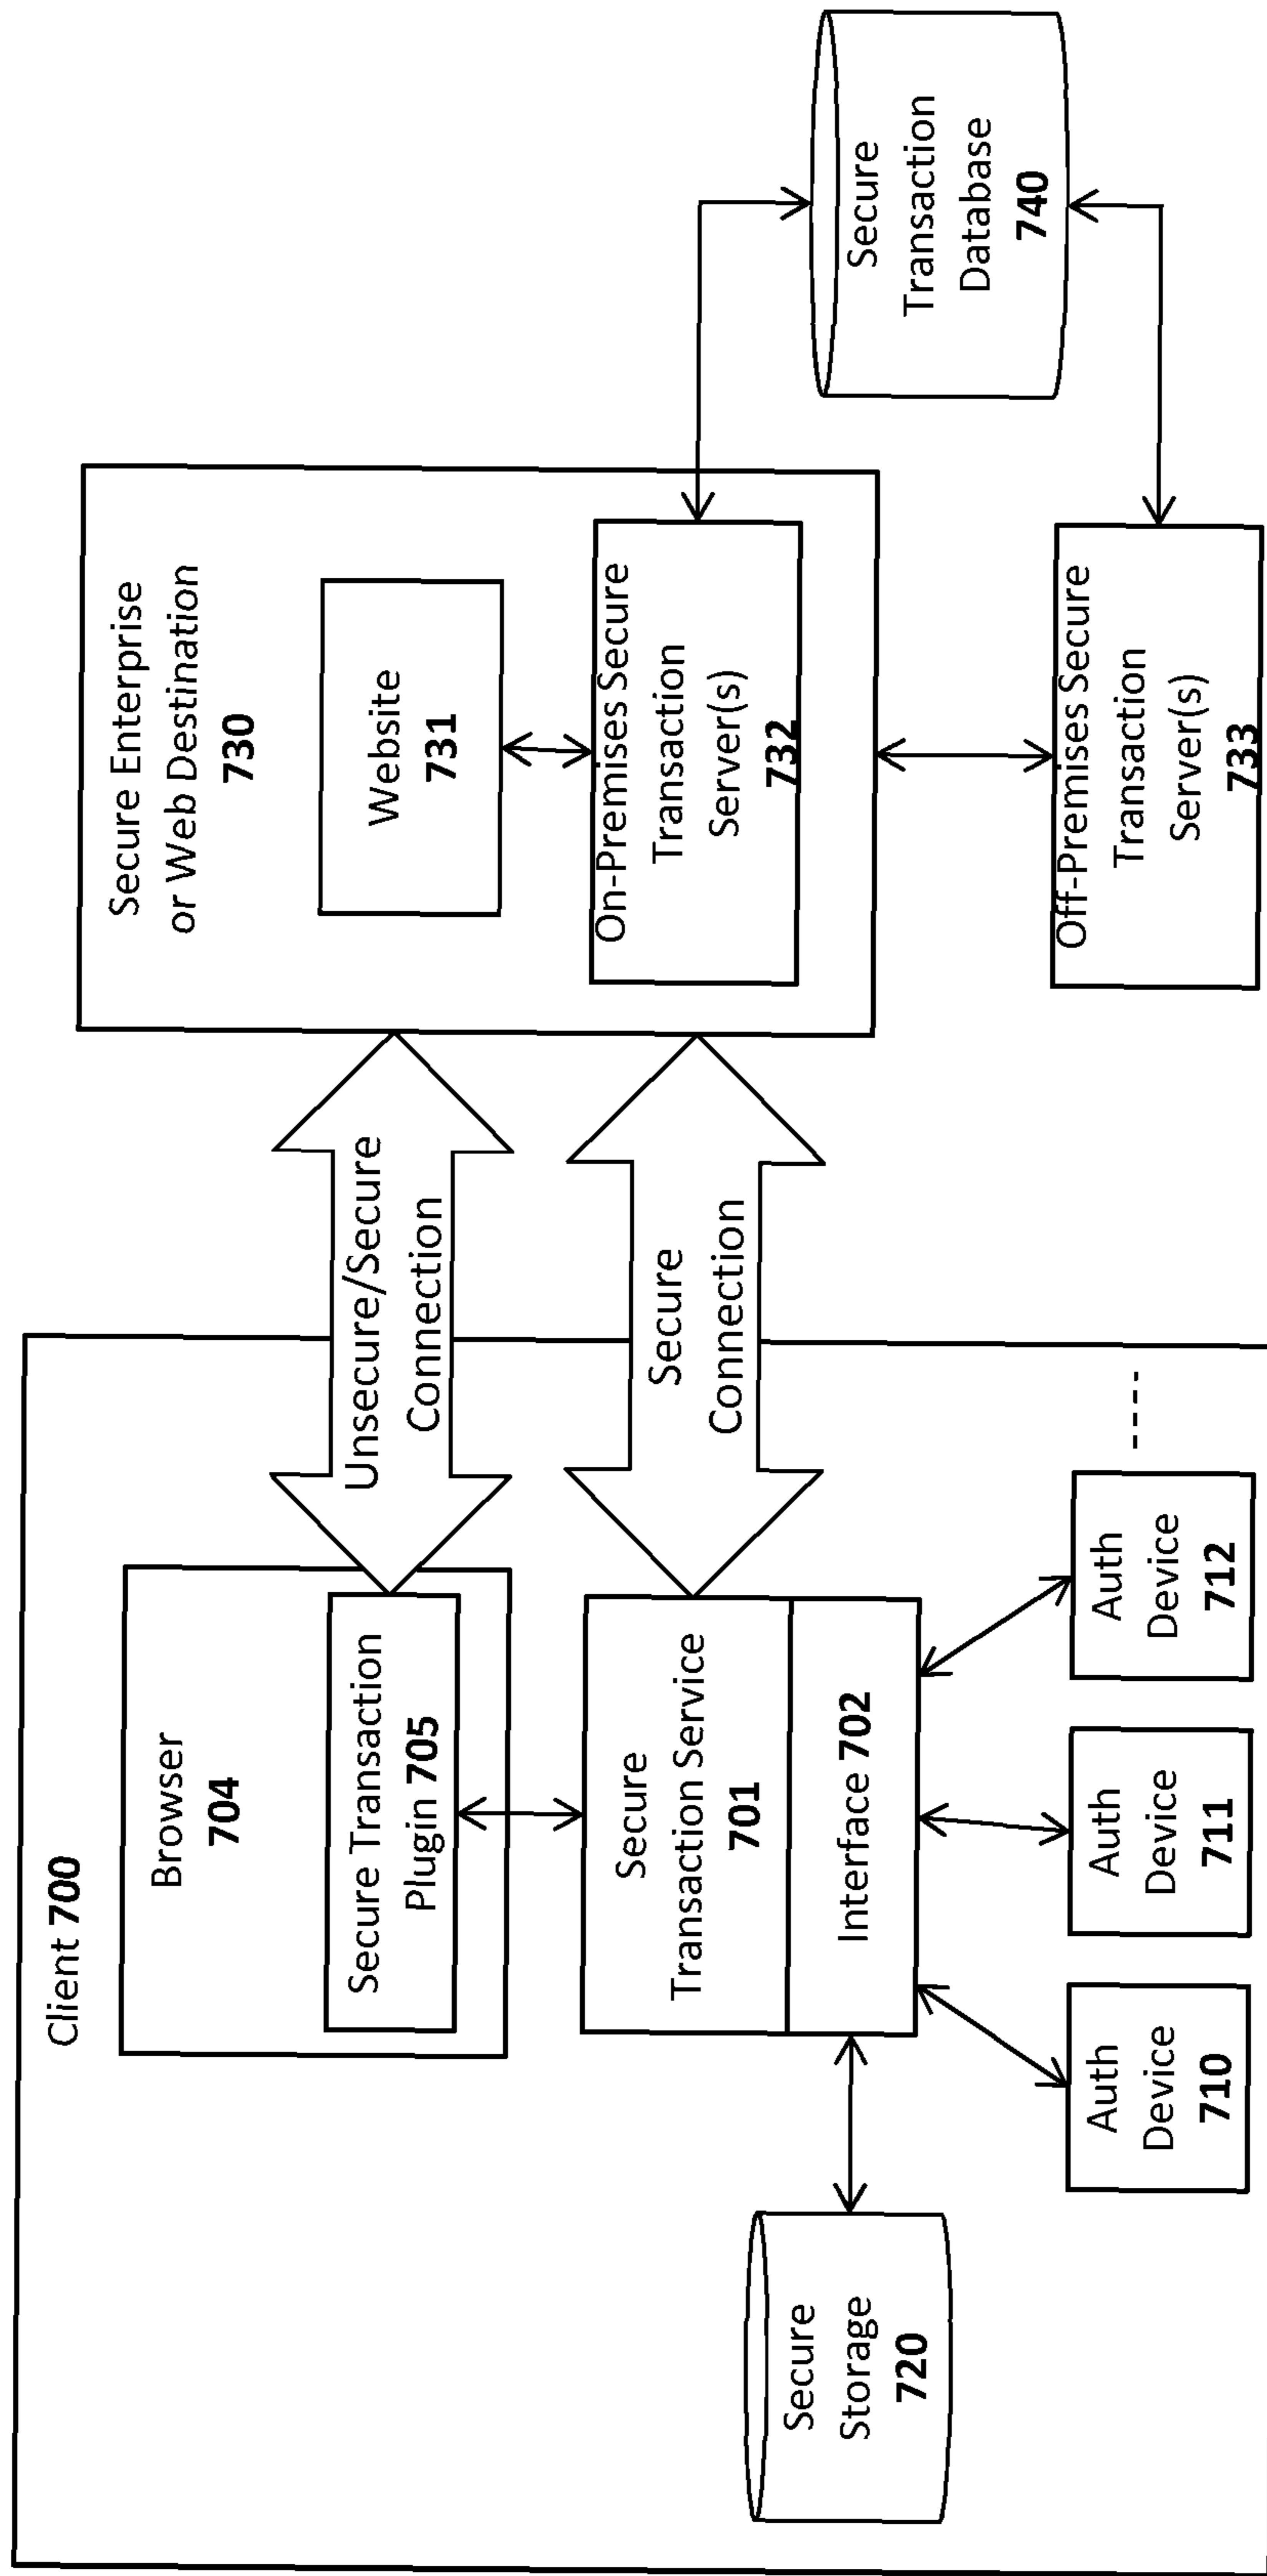 Client 700
Browser
704
Secure Transaction
Plugin 705
Secure
Transaction Service
701
Interface 702
Secure
Storage
720
Auth
Device
710
Auth
Device
711
Auth
Device
712
Unsecure/Secure
Connection
Secure
Connection
Secure Enterprise
or Web Destination
730
Website
731
On-Premises Secure
Transaction
Server(s)
732
Off-Premises Secure
Transaction
Server(s)
733
Secure
Transaction
Database
740